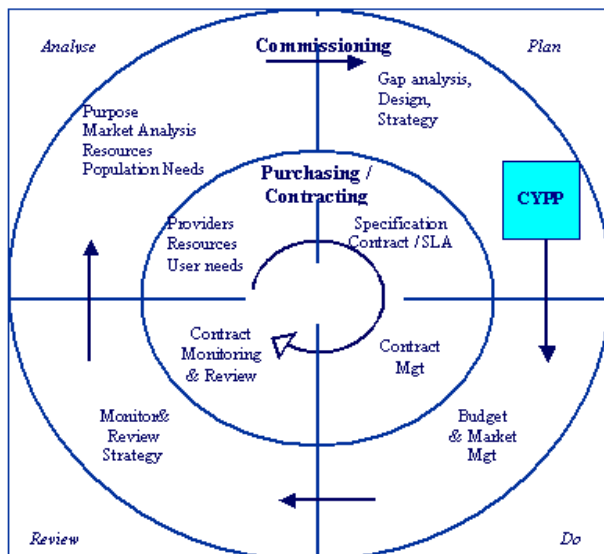 Analyse
Commissioning
Plan
Gap analysis,
Design,
Strategy
Purpose
Market Analysis
Resources
Population Needs
Purchasing /
Contracting
CYPP
Providers
Resources
User needs
Specification
Contract / SLA
Contract
Monitoring
& Review
Contract
Mgt
Monitor&
Review
Strategy
Budget
& Market
Mgt
Review
Do